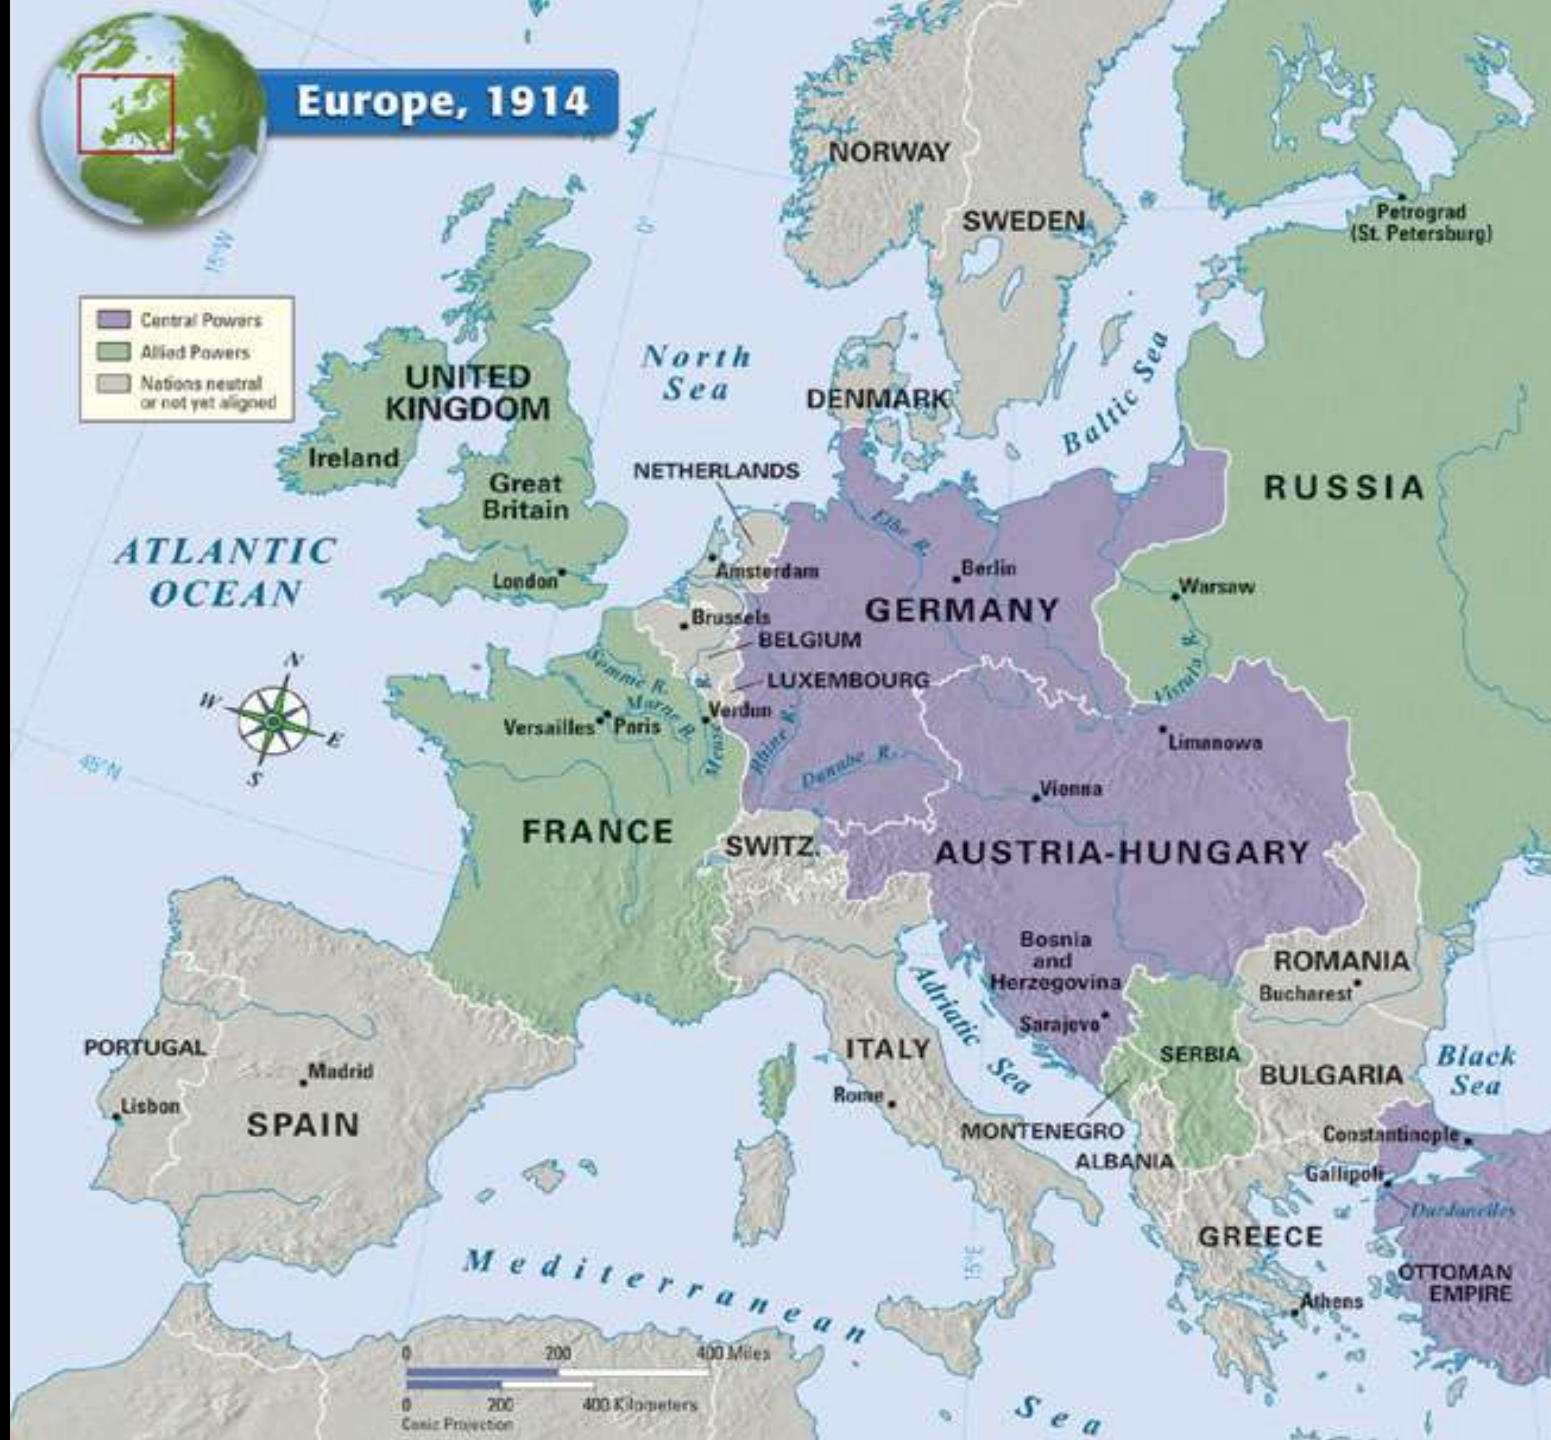 Europe, 1914
Central Powers
Allied Powers
Nations neutral
or not yet aligned
15°W
0°
45°N
15°E
N
W
E
S
NORWAY
SWEDEN
Petrograd
(St. Petersburg)
North
Sea
Baltic Sea
UNITED
KINGDOM
Ireland
Great
Britain
London
DENMARK
NETHERLANDS
Amsterdam
RUSSIA
ATLANTIC
OCEAN
Elbe R.
Berlin
GERMANY
Warsaw
Vistula R.
Brussels
BELGIUM
LUXEMBOURG
Somme R.
Marne R.
Versailles
Paris
Verdun
Meuse R.
Rhine R.
Danube R.
Limanowa
Vienna
FRANCE
SWITZ.
AUSTRIA-HUNGARY
Bosnia
and
Herzegovina
Sarajevo
ROMANIA
Bucharest
Adriatic Sea
ITALY
Rome
SERBIA
BULGARIA
Black
Sea
PORTUGAL
Lisbon
Madrid
SPAIN
MONTENEGRO
ALBANIA
Constantinople
Gallipoli
Dardanelles
GREECE
Athens
OTTOMAN
EMPIRE
Mediterranean
Sea
0 200 400 Miles
0 200 400 Kilometers
Conic Projection